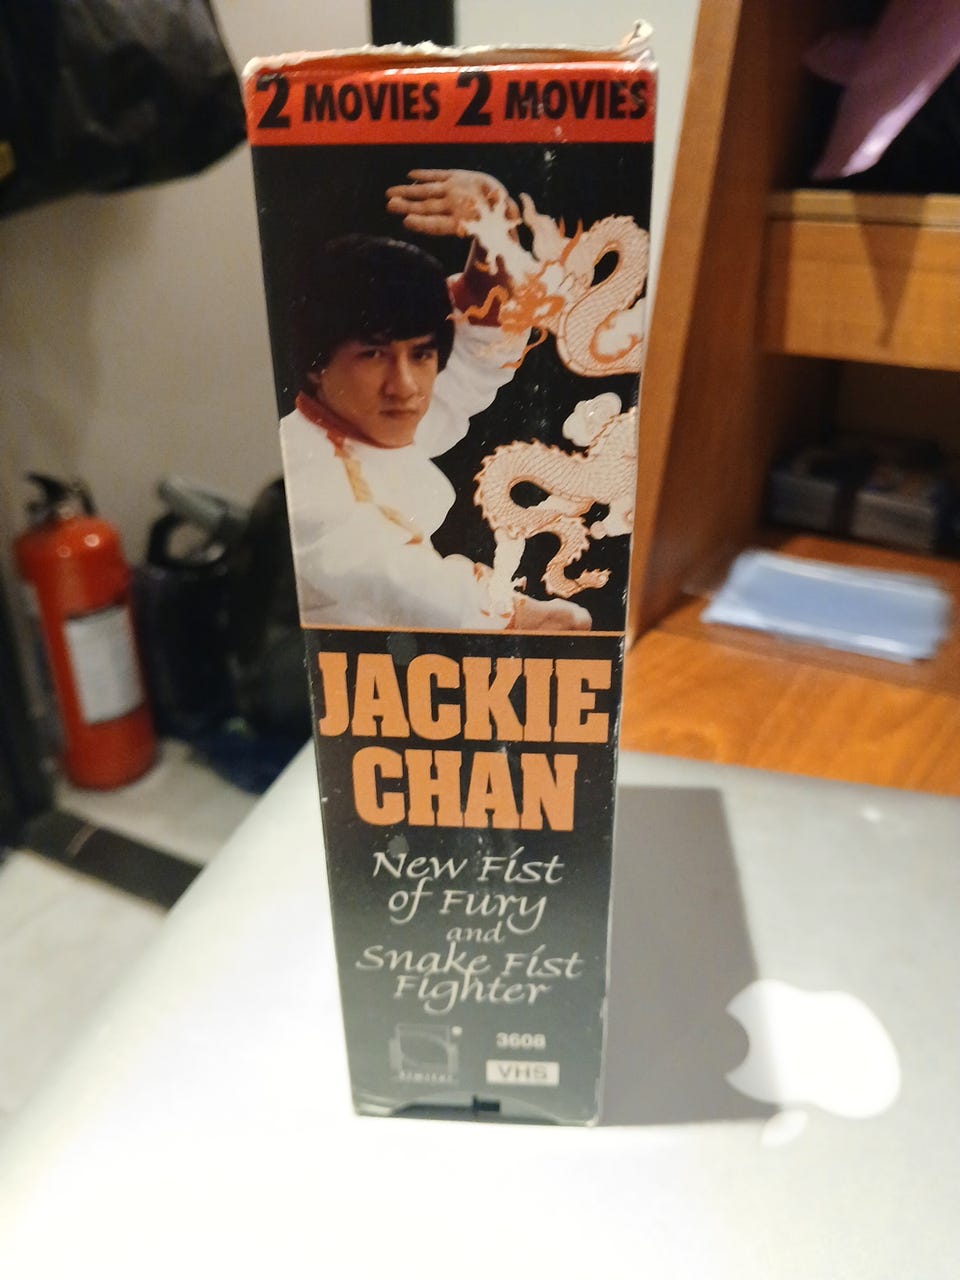 2 MOVIES 2 MOVIES
JACKIE
CHAN
New Fist
of Fury
and
Snake Fist
Fighter
3608
VHS